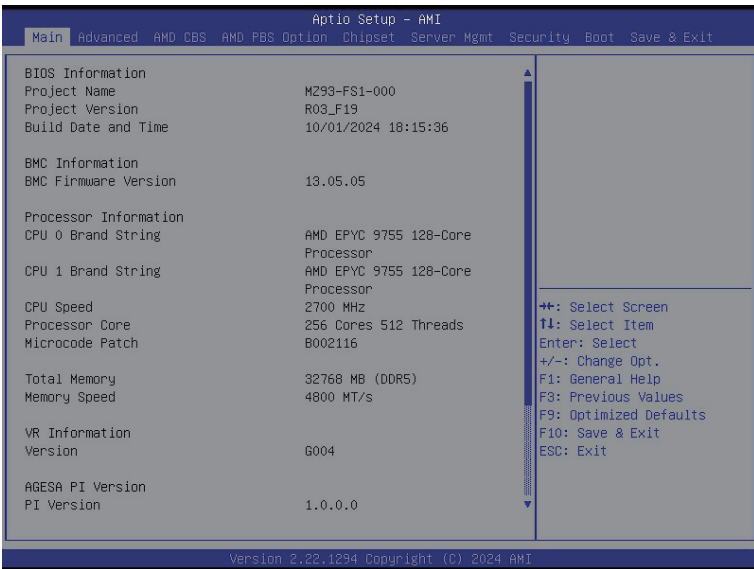 Aptio Setup – AMI
Main Advanced AMD CBS AMD PBS Option Chipset Server Mgmt Security Boot Save & Exit
BIOS Information
Project Name MZ93-FS1-000
Project Version R03_F19
Build Date and Time 10/01/2024 18:15:36
BMC Information
BMC Firmware Version 13.05.05
Processor Information
CPU 0 Brand String AMD EPYC 9755 128-Core
Processor
CPU 1 Brand String AMD EPYC 9755 128-Core
Processor
CPU Speed 2700 MHz
Processor Core 256 Cores 512 Threads
Microcode Patch B002116
Total Memory 32768 MB (DDR5)
Memory Speed 4800 MT/s
VR Information
Version G004
AGESA PI Version
PI Version 1.0.0.0
→←: Select Screen
↑↓: Select Item
Enter: Select
+/-: Change Opt.
F1: General Help
F3: Previous Values
F9: Optimized Defaults
F10: Save & Exit
ESC: Exit
Version 2.22.1294 Copyright (C) 2024 AMI